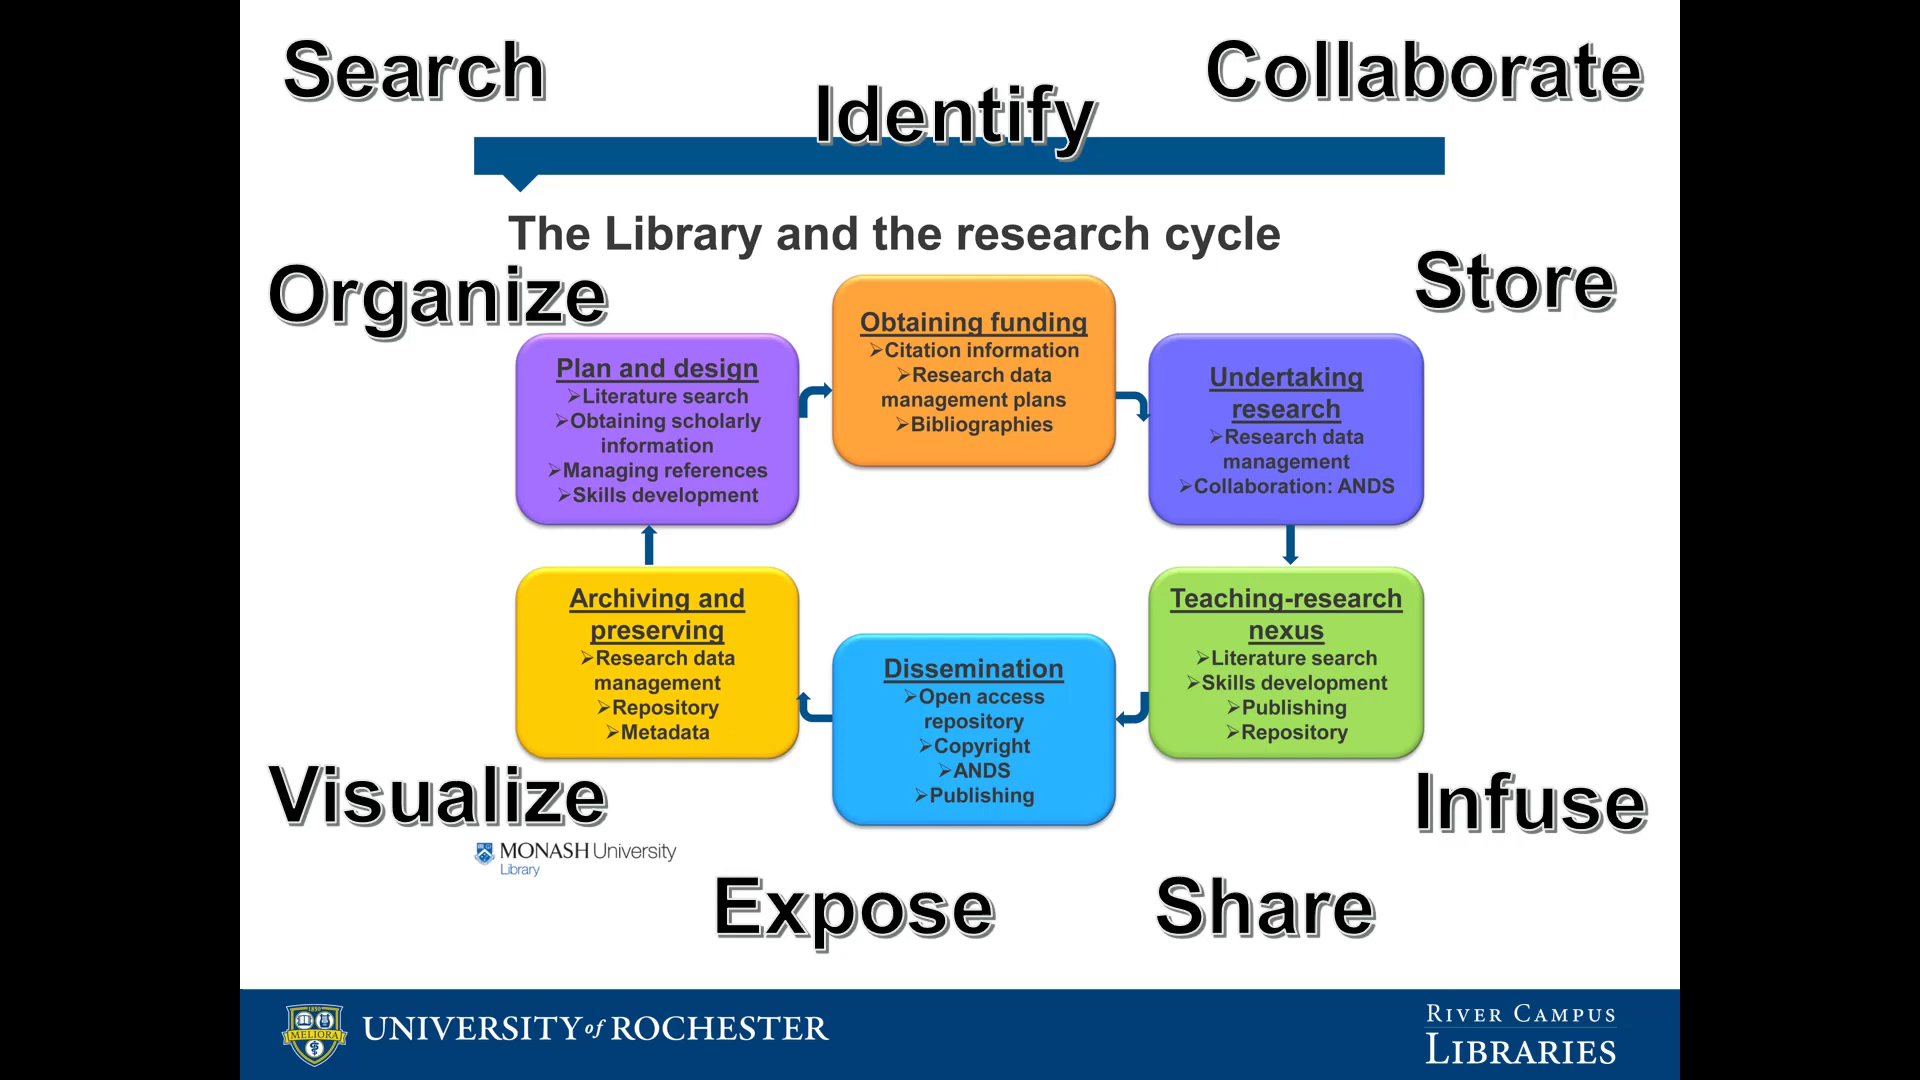 Search
Identify
Collaborate
The Library and the research cycle
Organize
Store
Plan and design
➢Literature search
➢Obtaining scholarly
information
➢Managing references
➢Skills development
Obtaining funding
➢Citation information
➢Research data
management plans
➢Bibliographies
Undertaking
research
➢Research data
management
➢Collaboration: ANDS
Teaching-research
nexus
➢Literature search
➢Skills development
➢Publishing
➢Repository
Dissemination
➢Open access
repository
➢Copyright
➢ANDS
➢Publishing
Archiving and
preserving
➢Research data
management
➢Repository
➢Metadata
Visualize
Infuse
MONASH University
Library
Expose
Share
1850
MELIORA
UNIVERSITY of ROCHESTER
RIVER CAMPUS
LIBRARIES